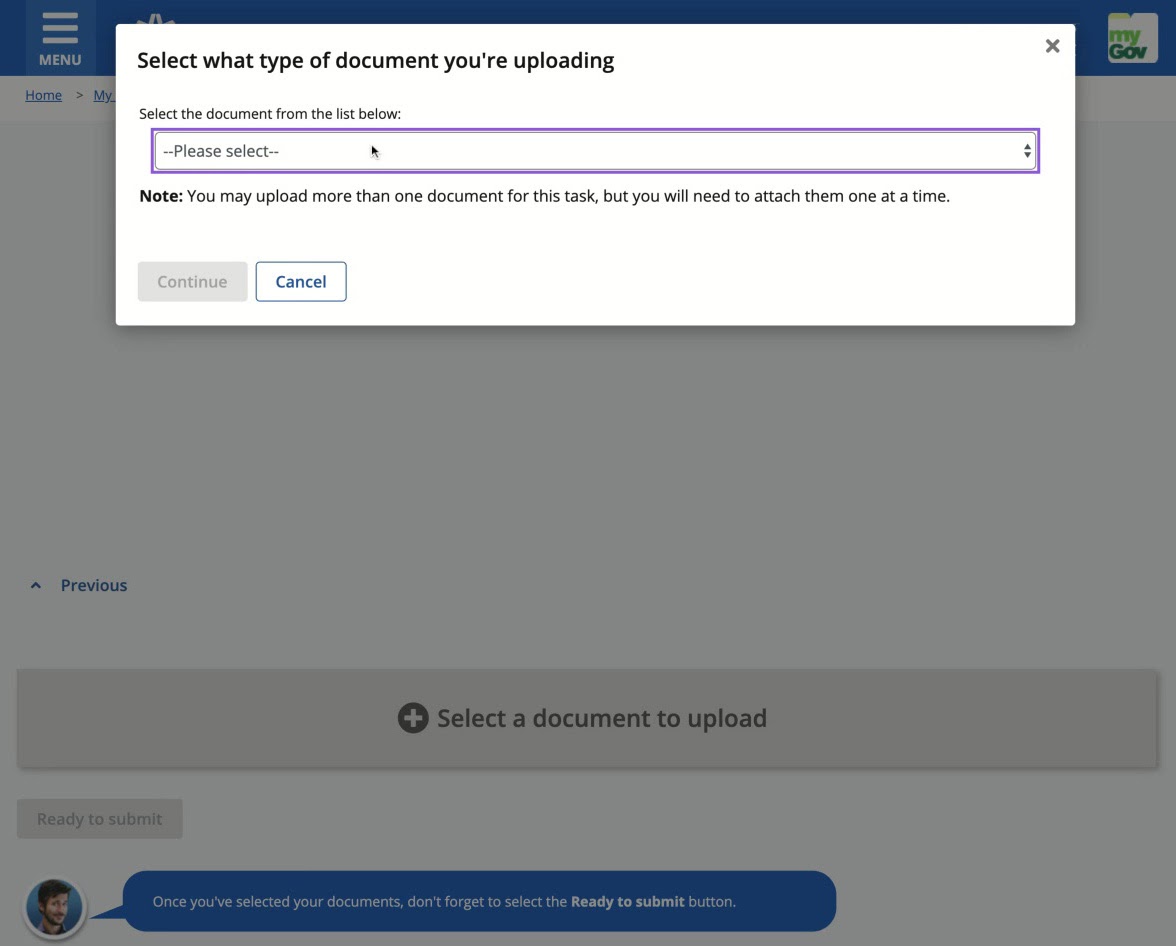 MENU
my
Gov
Home > My
Select what type of document you're uploading
Select the document from the list below:
--Please select--
Note: You may upload more than one document for this task, but you will need to attach them one at a time.
Continue
Cancel
Previous
Select a document to upload
Ready to submit
Once you've selected your documents, don't forget to select the Ready to submit button.